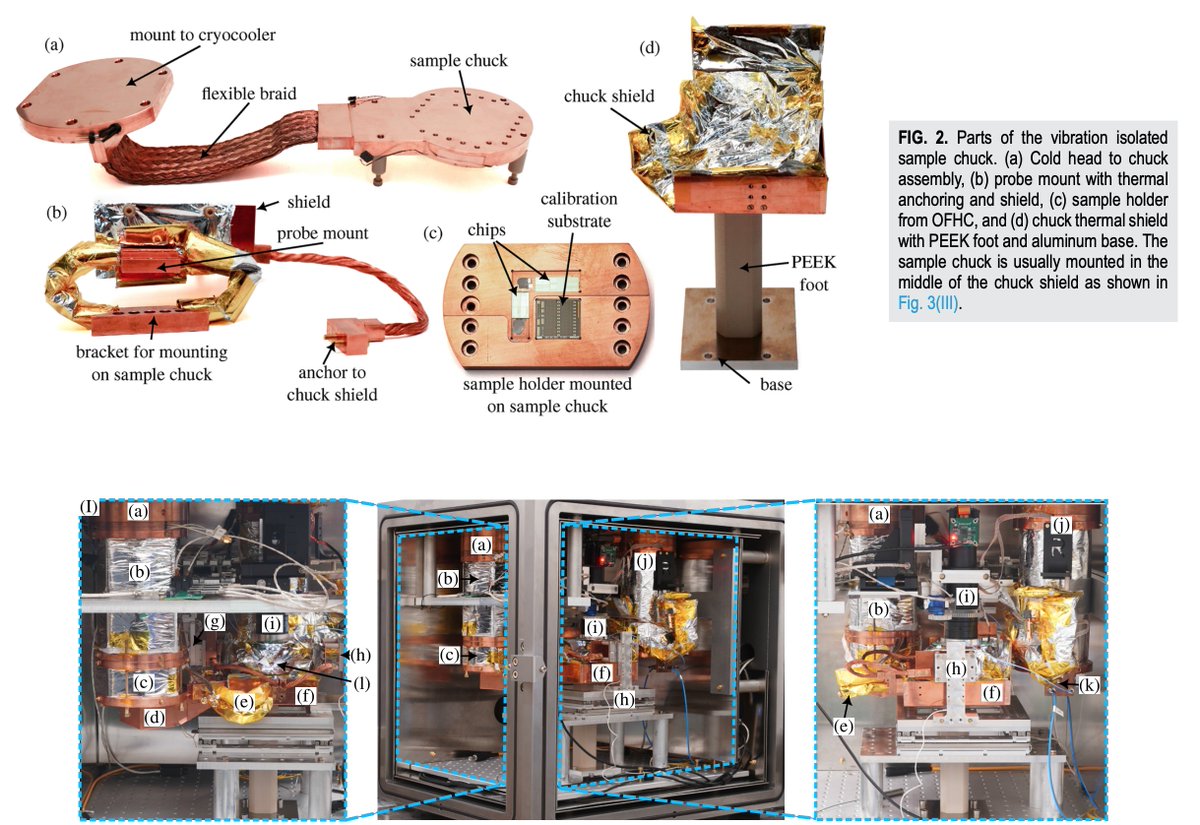 (a)
mount to cryocooler
flexible braid
sample chuck
(b)
shield
probe mount
bracket for mounting
on sample chuck
anchor to
chuck shield
(c)
chips
calibration
substrate
sample holder mounted
on sample chuck
(d)
chuck shield
PEEK
foot
base
FIG. 2. Parts of the vibration isolated
sample chuck. (a) Cold head to chuck
assembly, (b) probe mount with thermal
anchoring and shield, (c) sample holder
from OFHC, and (d) chuck thermal shield
with PEEK foot and aluminum base. The
sample chuck is usually mounted in the
middle of the chuck shield as shown in
Fig. 3(III).
(I)
(a)
(b)
(g)
(i)
(h)
(l)
(c)
(e)
(f)
(d)
(a)
(b)
(j)
(i)
(c)
(f)
(h)
(a)
(j)
(i)
(b)
(h)
(f)
(k)
(e)